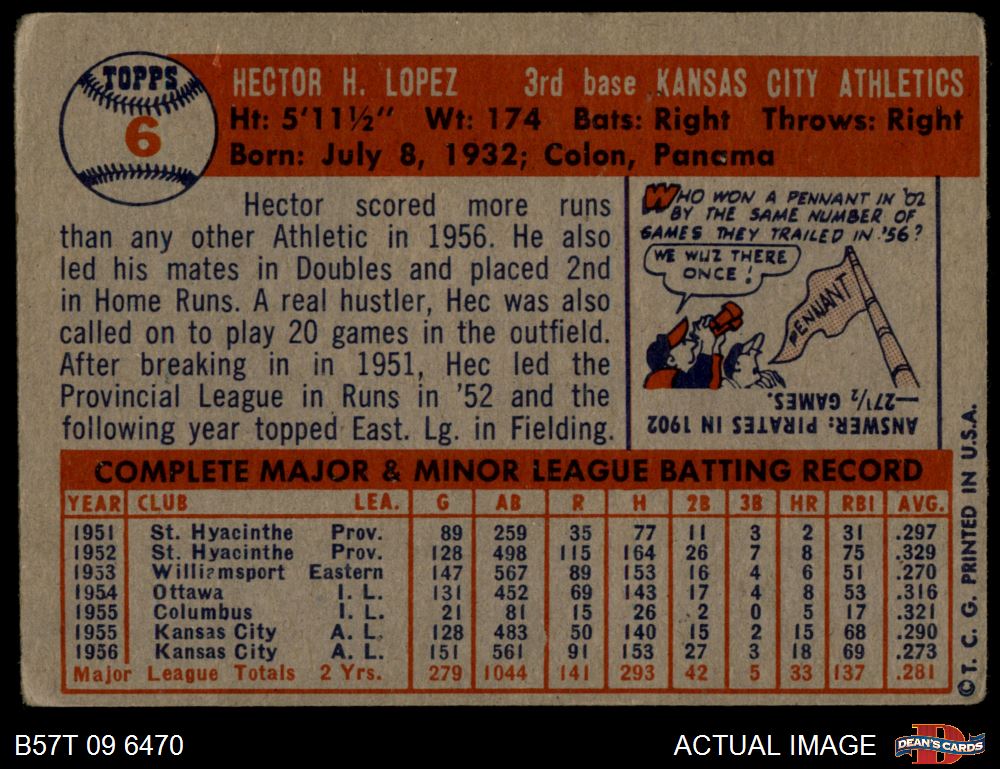 TOPPS
6
HECTOR H. LOPEZ 3rd base KANSAS CITY ATHLETICS
Ht: 5'11½" Wt: 174 Bats: Right Throws: Right
Born: July 8, 1932; Colon, Panama
Hector scored more runs
than any other Athletic in 1956. He also
led his mates in Doubles and placed 2nd
in Home Runs. A real hustler, Hec was also
called on to play 20 games in the outfield.
After breaking in in 1951, Hec led the
Provincial League in Runs in '52 and the
following year topped East. Lg. in Fielding.
WHO WON A PENNANT IN '02
BY THE SAME NUMBER OF
GAMES THEY TRAILED IN '56?
WE WUZ THERE
ONCE!
PENNANT
ANSWER: PIRATES IN 1902
—27½ GAMES.
COMPLETE MAJOR & MINOR LEAGUE BATTING RECORD
YEAR CLUB LEA. G AB R H 2B 3B HR RBI AVG.
1951 St. Hyacinthe Prov. 89 259 35 77 11 3 2 31 .297
1952 St. Hyacinthe Prov. 128 498 115 164 26 7 8 75 .329
1953 Williamsport Eastern 147 567 89 153 16 4 6 51 .270
1954 Ottawa I. L. 131 452 69 143 17 4 8 53 .316
1955 Columbus I. L. 21 81 15 26 2 0 5 17 .321
1955 Kansas City A. L. 128 483 50 140 15 2 15 68 .290
1956 Kansas City A. L. 151 561 91 153 27 3 18 69 .273
Major League Totals 2 Yrs. 279 1044 141 293 42 5 33 137 .281
© T. C. G. PRINTED IN U.S.A.
B57T 09 6470
ACTUAL IMAGE
D
DEAN'S CARDS